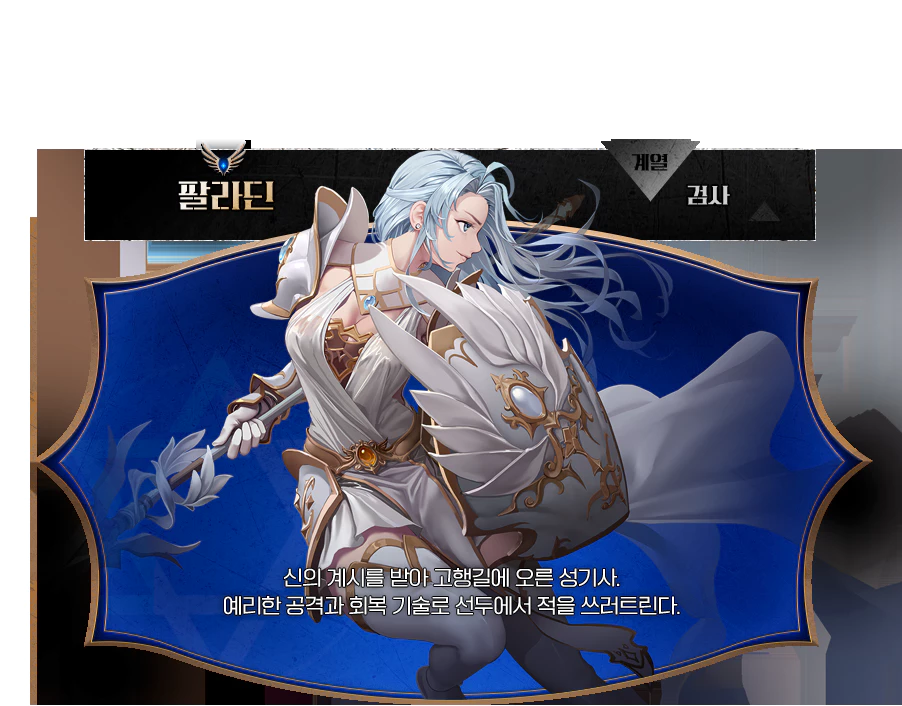 팔라딘
계열
검사
신의 계시를 받아 고행길에 오른 성기사.
예리한 공격과 회복 기술로 선두에서 적을 쓰러트린다.